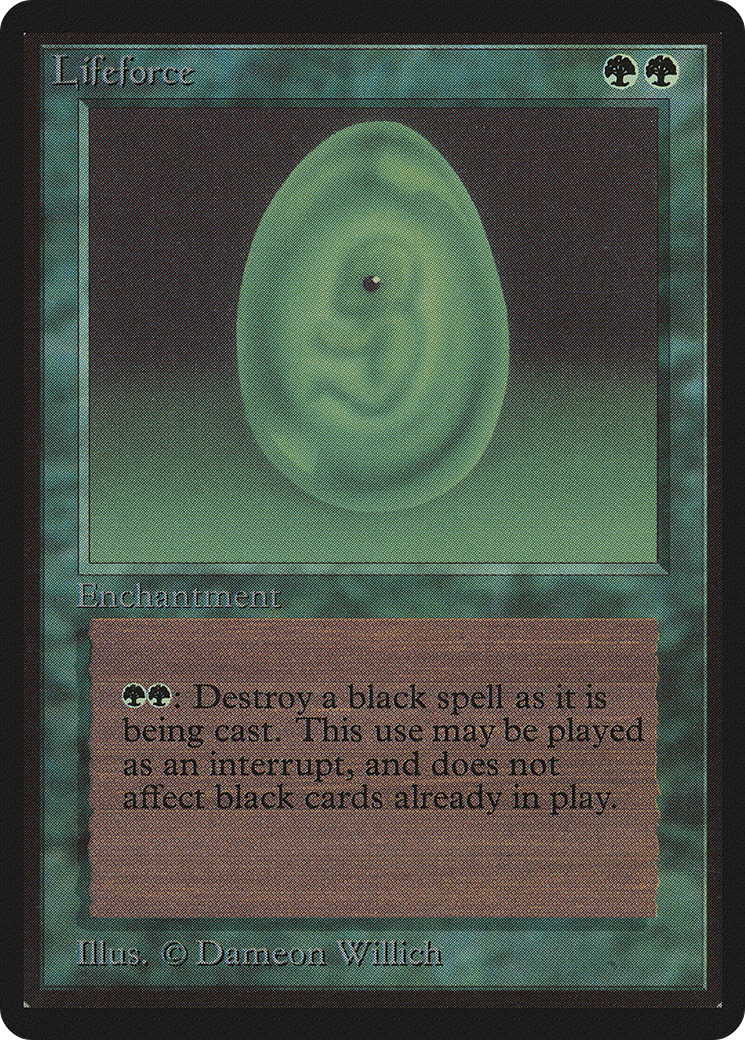 Lifeforce
Enchantment
: Destroy a black spell as it is
being cast. This use may be played
as an interrupt, and does not
affect black cards already in play.
Illus. © Dameon Willich